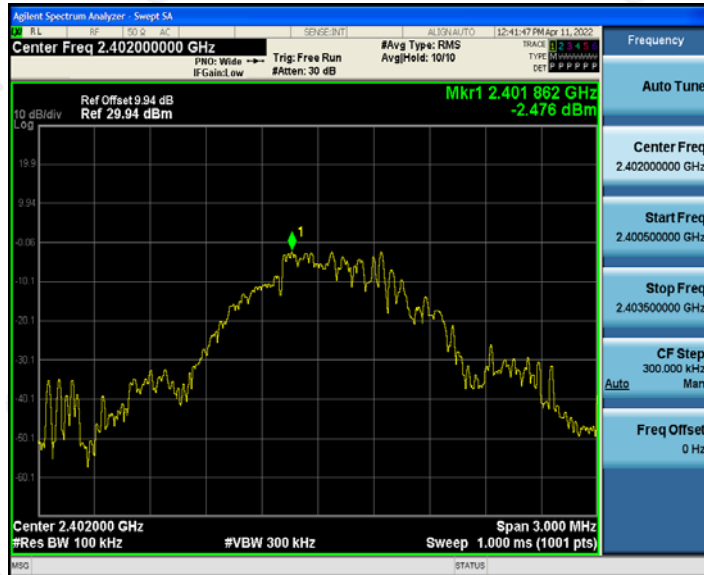 Agilent Spectrum Analyzer - Swept SA
RL RF 50 Ω AC SENSE:INT ALIGNAUTO 12:41:47 PM Apr 11, 2022
Center Freq 2.402000000 GHz
PNO: Wide
IFGain:Low
Trig: Free Run
#Atten: 30 dB
#Avg Type: RMS
Avg|Hold: 10/10
TRACE 1 2 3 4 5 6
TYPE M
DET P P P P P P
Frequency
Ref Offset 9.94 dB
10 dB/div Ref 29.94 dBm
Log
Mkr1 2.401 862 GHz
-2.476 dBm
19.9
9.94
-0.06
-10.1
-20.1
-30.1
-40.1
-50.1
-60.1
1
Center 2.402000 GHz
#Res BW 100 kHz
#VBW 300 kHz
Span 3.000 MHz
Sweep 1.000 ms (1001 pts)
MSG
STATUS
Auto Tune
Center Freq
2.402000000 GHz
Start Freq
2.400500000 GHz
Stop Freq
2.403500000 GHz
CF Step
300.000 kHz
Auto Man
Freq Offset
0 Hz